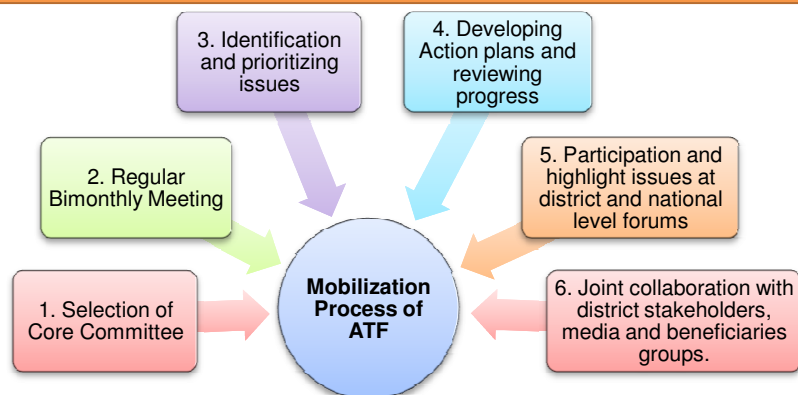 1. Selection of
Core Committee
2. Regular
Bimonthly Meeting
3. Identification
and prioritizing
issues
4. Developing
Action plans and
reviewing
progress
5. Participation and
highlight issues at
district and national
level forums
6. Joint collaboration with
district stakeholders,
media and beneficiaries
groups.
Mobilization
Process of
ATF